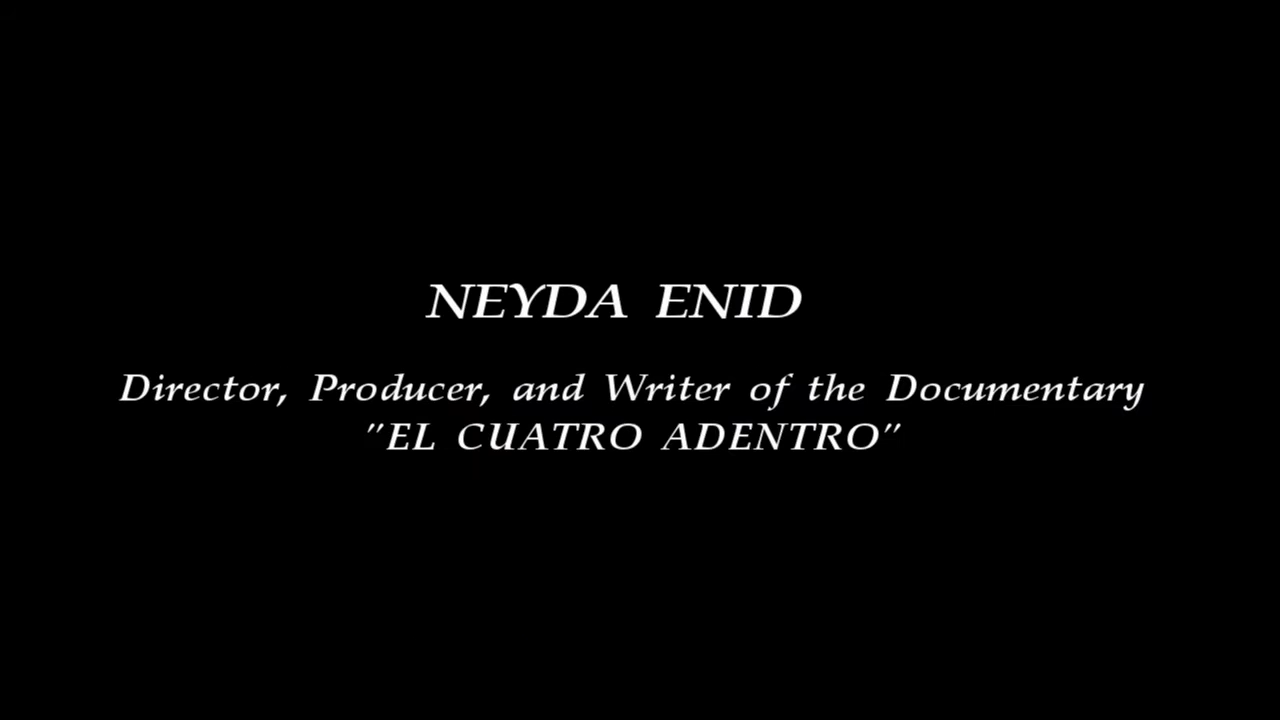 NEYDA ENID
Director, Producer, and Writer of the Documentary
"EL CUATRO ADENTRO"